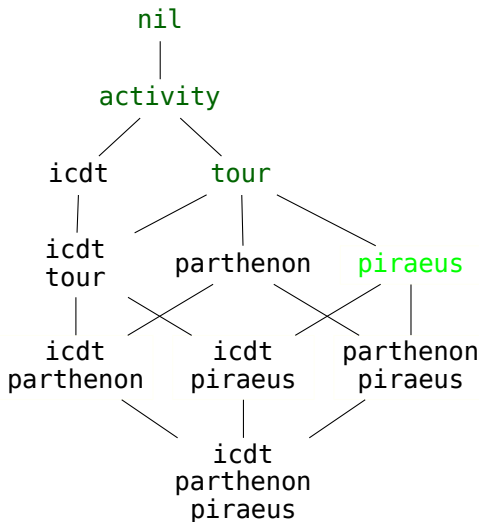 nil
activity
icdt
tour
icdt
tour
parthenon
piraeus
icdt
parthenon
icdt
piraeus
parthenon
piraeus
icdt
parthenon
piraeus